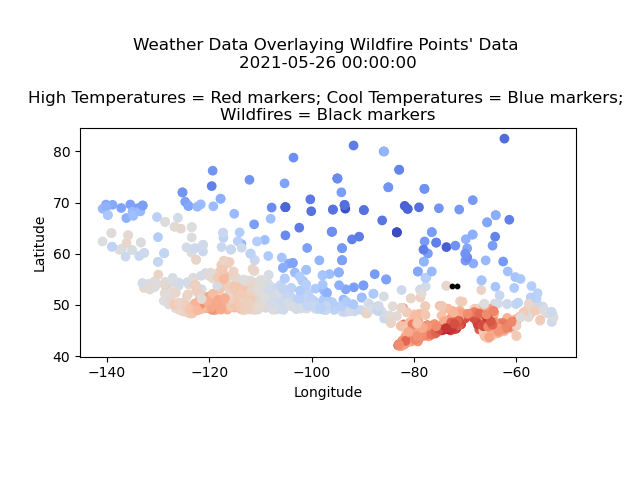 Weather Data Overlaying Wildfire Points' Data
2021-05-26 00:00:00
High Temperatures = Red markers; Cool Temperatures = Blue markers;
Wildfires = Black markers
80
70
60
50
40
Latitude
−140 −120 −100 −80 −60
Longitude